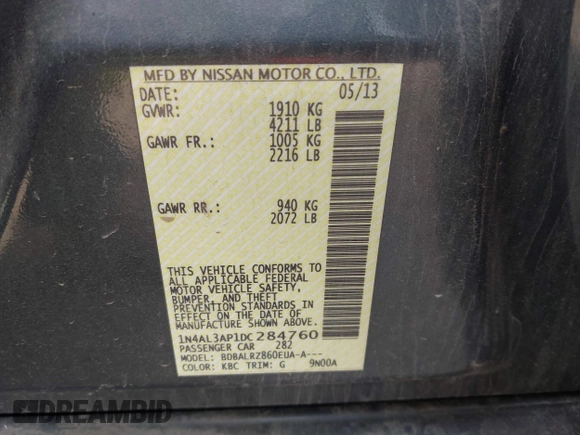 MFD BY NISSAN MOTOR CO., LTD.
DATE: 05/13
GVWR: 1910 KG
4211 LB
GAWR FR.: 1005 KG
2216 LB
GAWR RR.: 940 KG
2072 LB
THIS VEHICLE CONFORMS TO
ALL APPLICABLE FEDERAL
MOTOR VEHICLE SAFETY,
BUMPER, AND THEFT
PREVENTION STANDARDS IN
EFFECT ON THE DATE OF
MANUFACTURE SHOWN ABOVE.
1N4AL3AP1DC284760
PASSENGER CAR 282
MODEL: BDBALRZ860EUA-A---
COLOR: KBC TRIM: G 9N00A
DREAMBID